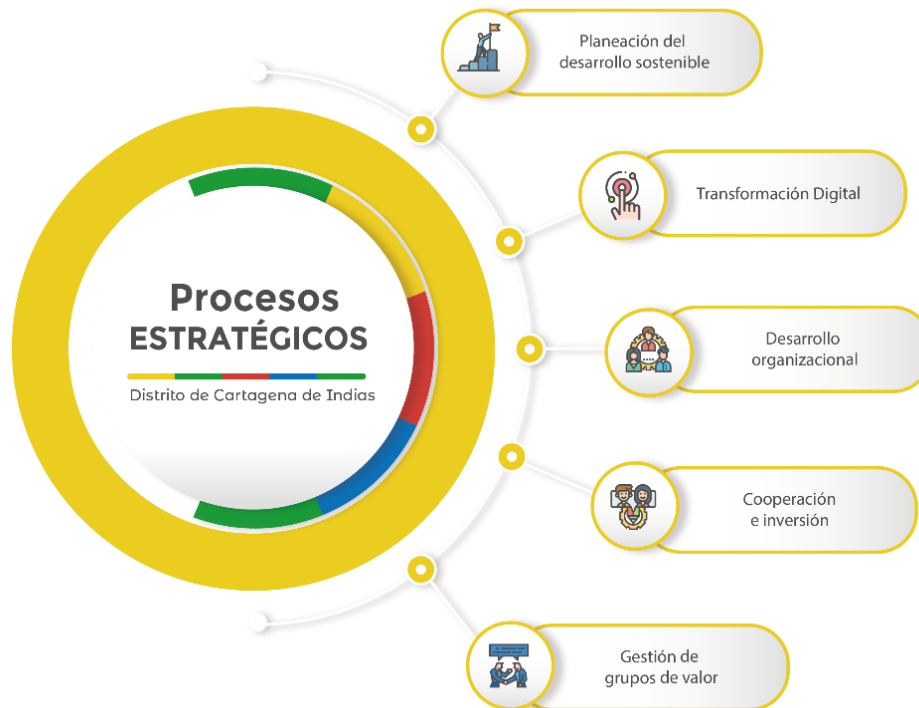 Planeación del
desarrollo sostenible
Transformación Digital
Procesos
ESTRATÉGICOS
Distrito de Cartagena de Indias
Desarrollo
organizacional
Cooperación
e inversión
Gestión de
grupos de valor